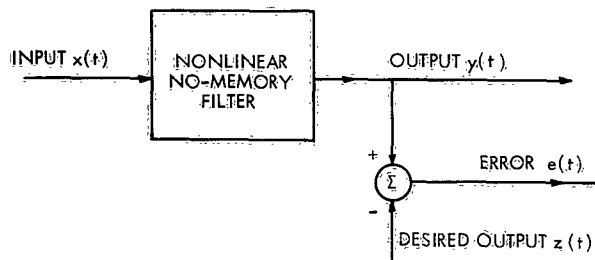 INPUT x(t)
NONLINEAR
NO-MEMORY
FILTER
OUTPUT y(t)
+
Σ
ERROR e(t)
-
DESIRED OUTPUT z(t)